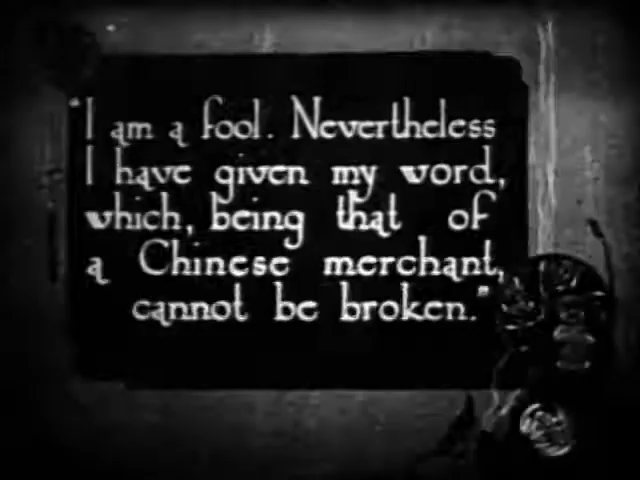 "I am a fool. Nevertheless
I have given my word,
which, being that of
a Chinese merchant,
cannot be broken."